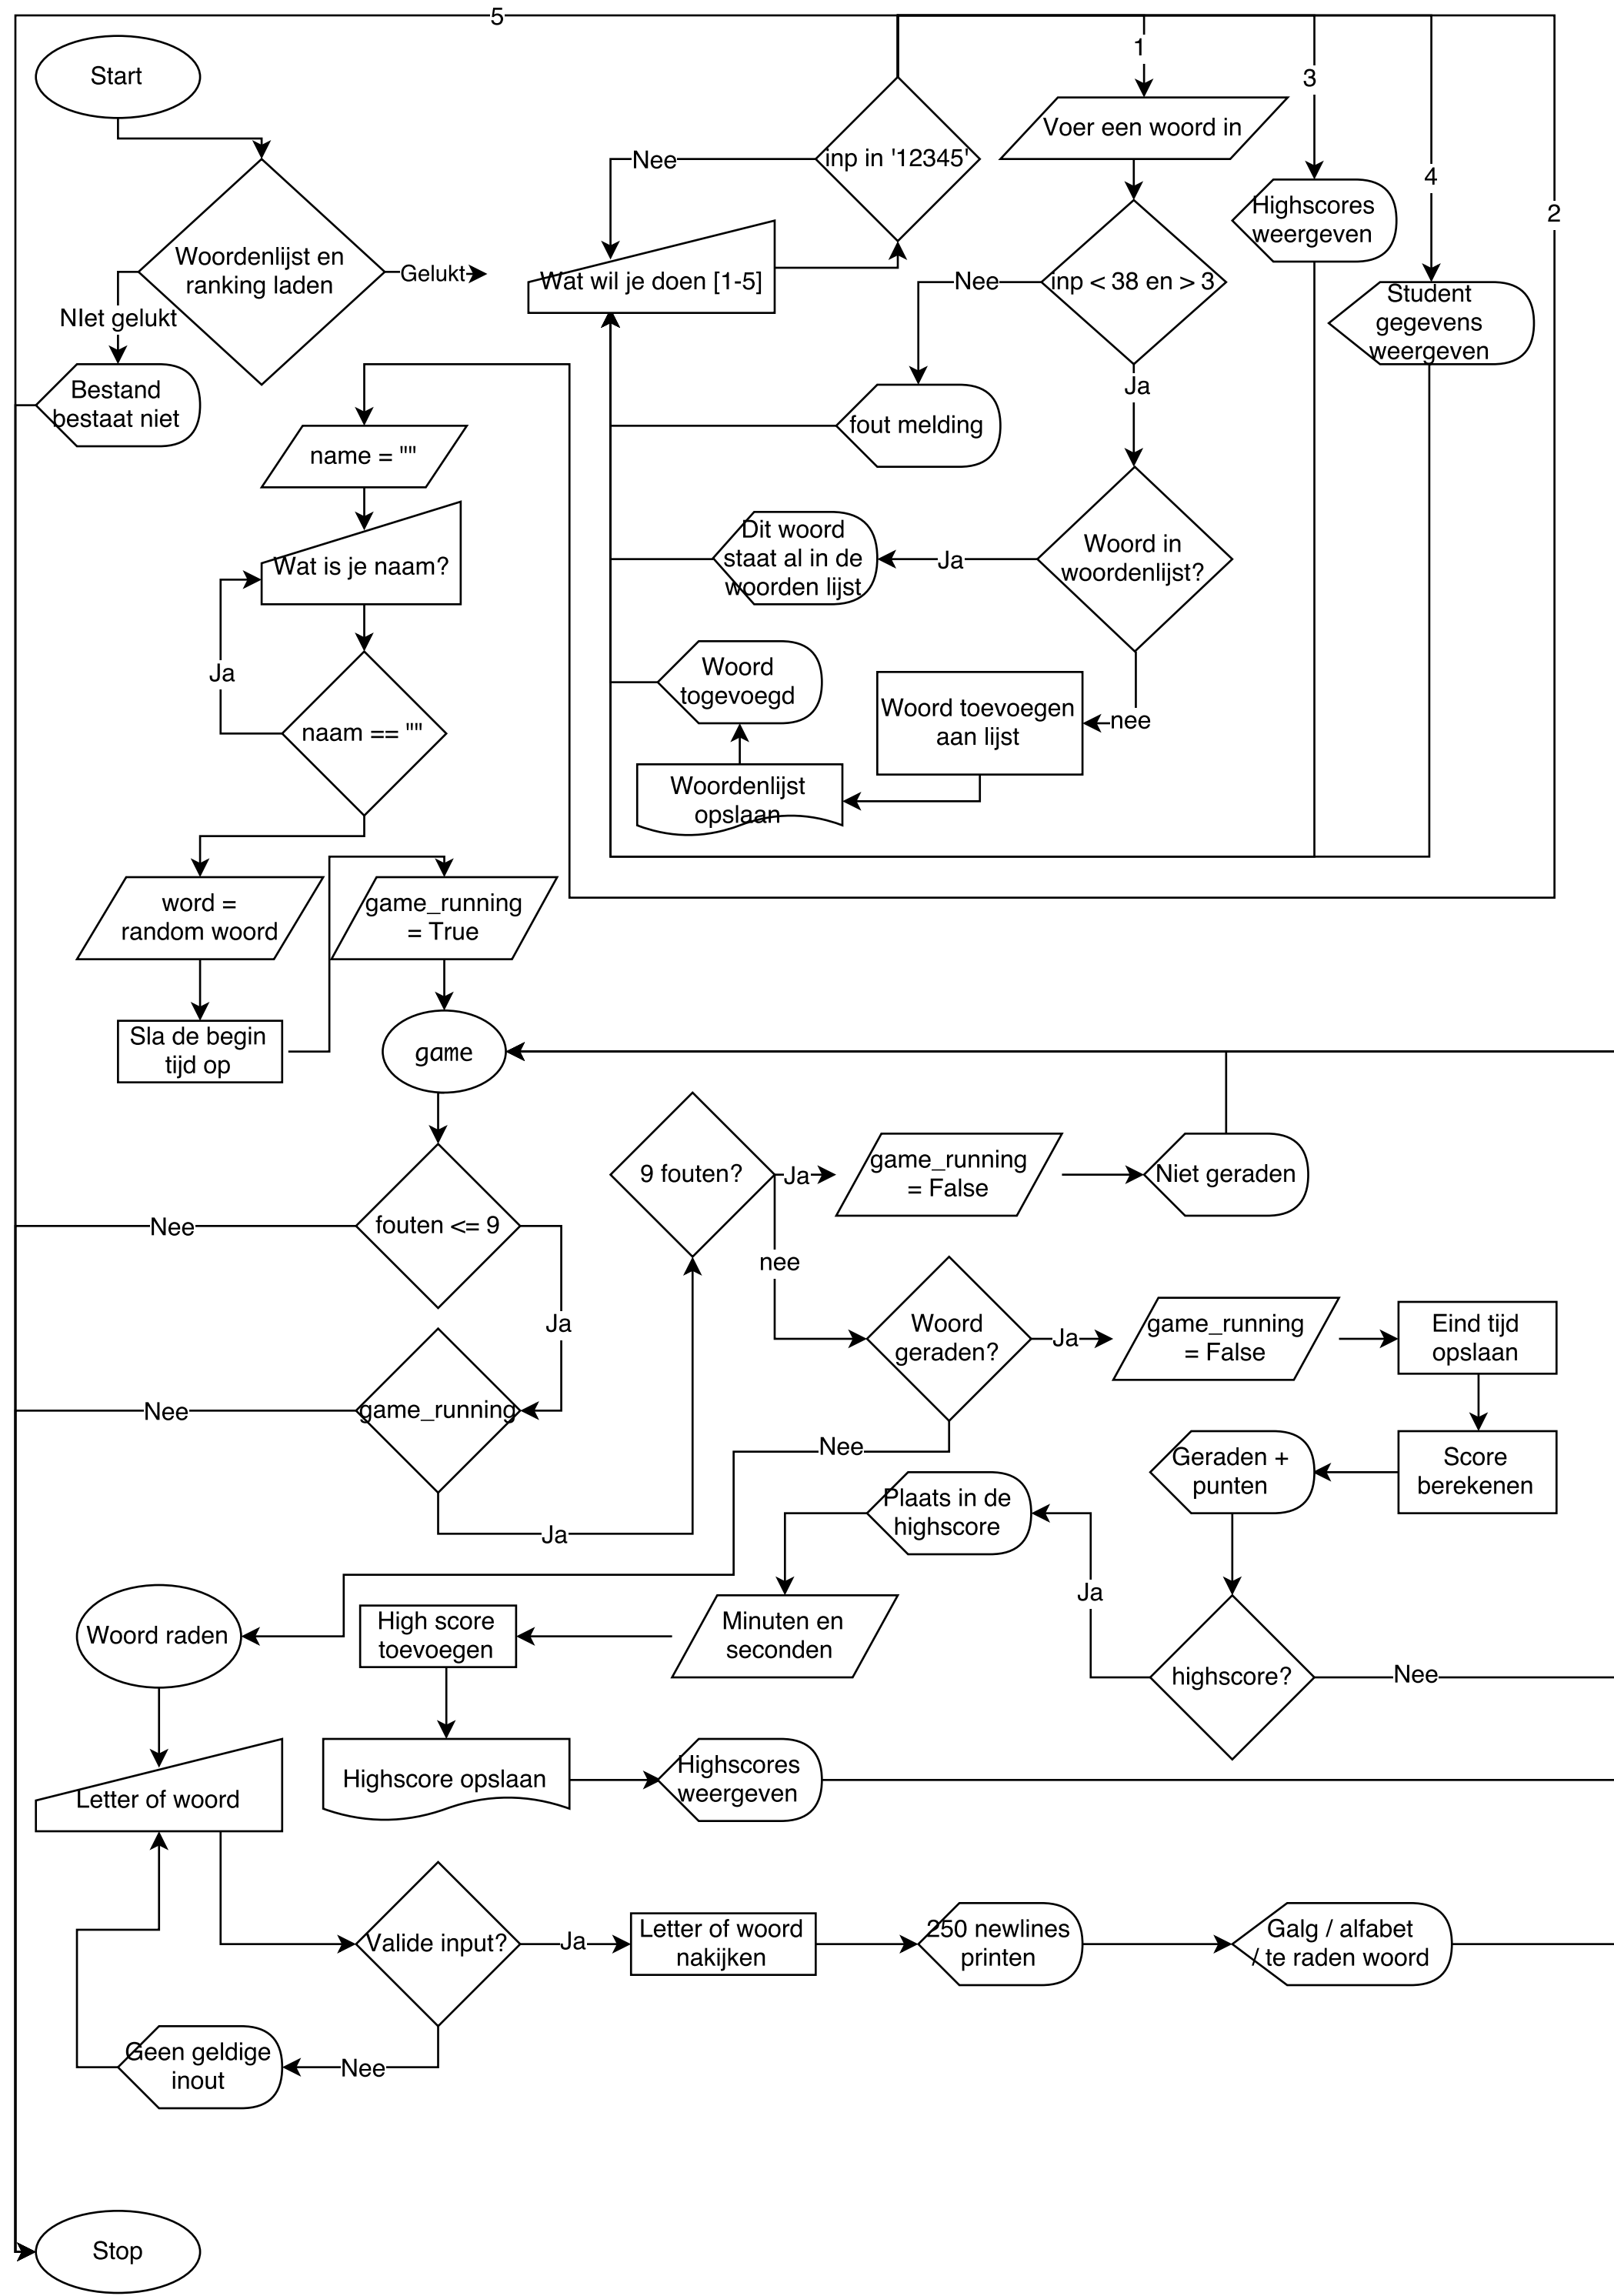 5
Start
1
3
4
2
Voer een woord in
inp in '12345'
Nee
Highscores
weergeven
Woordenlijst en
ranking laden
Gelukt
NIet gelukt
Wat wil je doen [1-5]
Nee
inp < 38 en > 3
Student
gegevens
weergeven
Bestand
bestaat niet
Ja
fout melding
name = ""
Wat is je naam?
Dit woord
staat al in de
woorden lijst
Ja
Woord in
woordenlijst?
Ja
Woord
togevoegd
Woord toevoegen
aan lijst
nee
naam == ""
Woordenlijst
opslaan
word =
random woord
game_running
= True
Sla de begin
tijd op
game
9 fouten?
Ja
game_running
= False
Niet geraden
Nee
fouten <= 9
nee
Ja
Woord
geraden?
Ja
game_running
= False
Eind tijd
opslaan
Nee
game_running
Nee
Geraden +
punten
Score
berekenen
Plaats in de
highscore
Ja
Ja
Woord raden
High score
toevoegen
Minuten en
seconden
highscore?
Nee
Letter of woord
Highscore opslaan
Highscores
weergeven
Valide input?
Ja
Letter of woord
nakijken
250 newlines
printen
Galg / alfabet
/ te raden woord
Geen geldige
inout
Nee
Stop